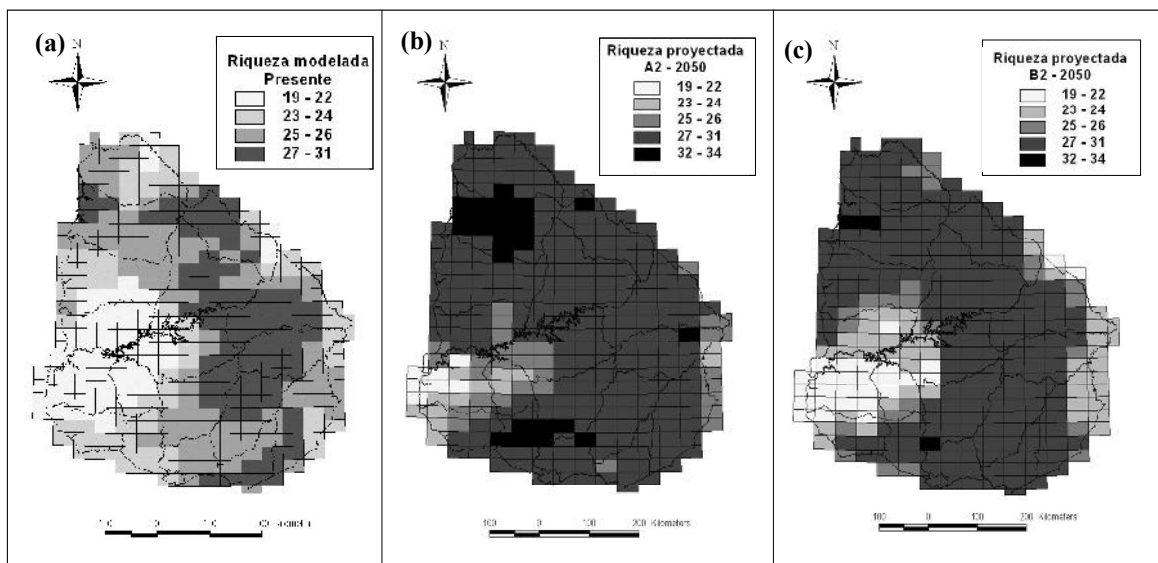 (a)
N
Riqueza modelada
Presente
19 - 22
23 - 24
25 - 26
27 - 31
(b)
N
Riqueza proyectada
A2 - 2050
19 - 22
23 - 24
25 - 26
27 - 31
32 - 34
100 0 100 200 Kilometers
(c)
N
Riqueza proyectada
B2 - 2050
19 - 22
23 - 24
25 - 26
27 - 31
32 - 34
100 0 100 200 Kilometers